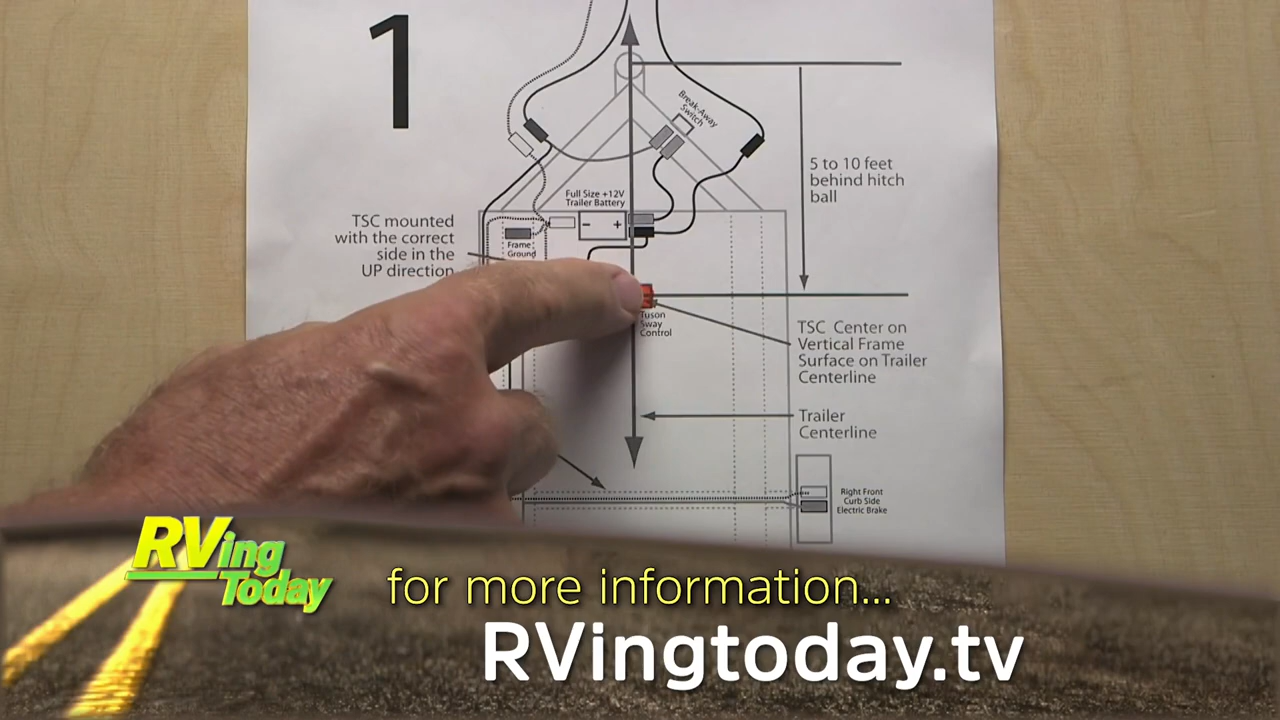 1
Break-Away
Switch
5 to 10 feet
behind hitch
ball
Full Size +12V
Trailer Battery
- +
TSC mounted
with the correct
side in the
UP direction
Frame
Ground
Tuson
Sway
Control
TSC Center on
Vertical Frame
Surface on Trailer
Centerline
Trailer
Centerline
Right Front
Curb Side
Electric Brake
RVing
Today
for more information...
RVingtoday.tv